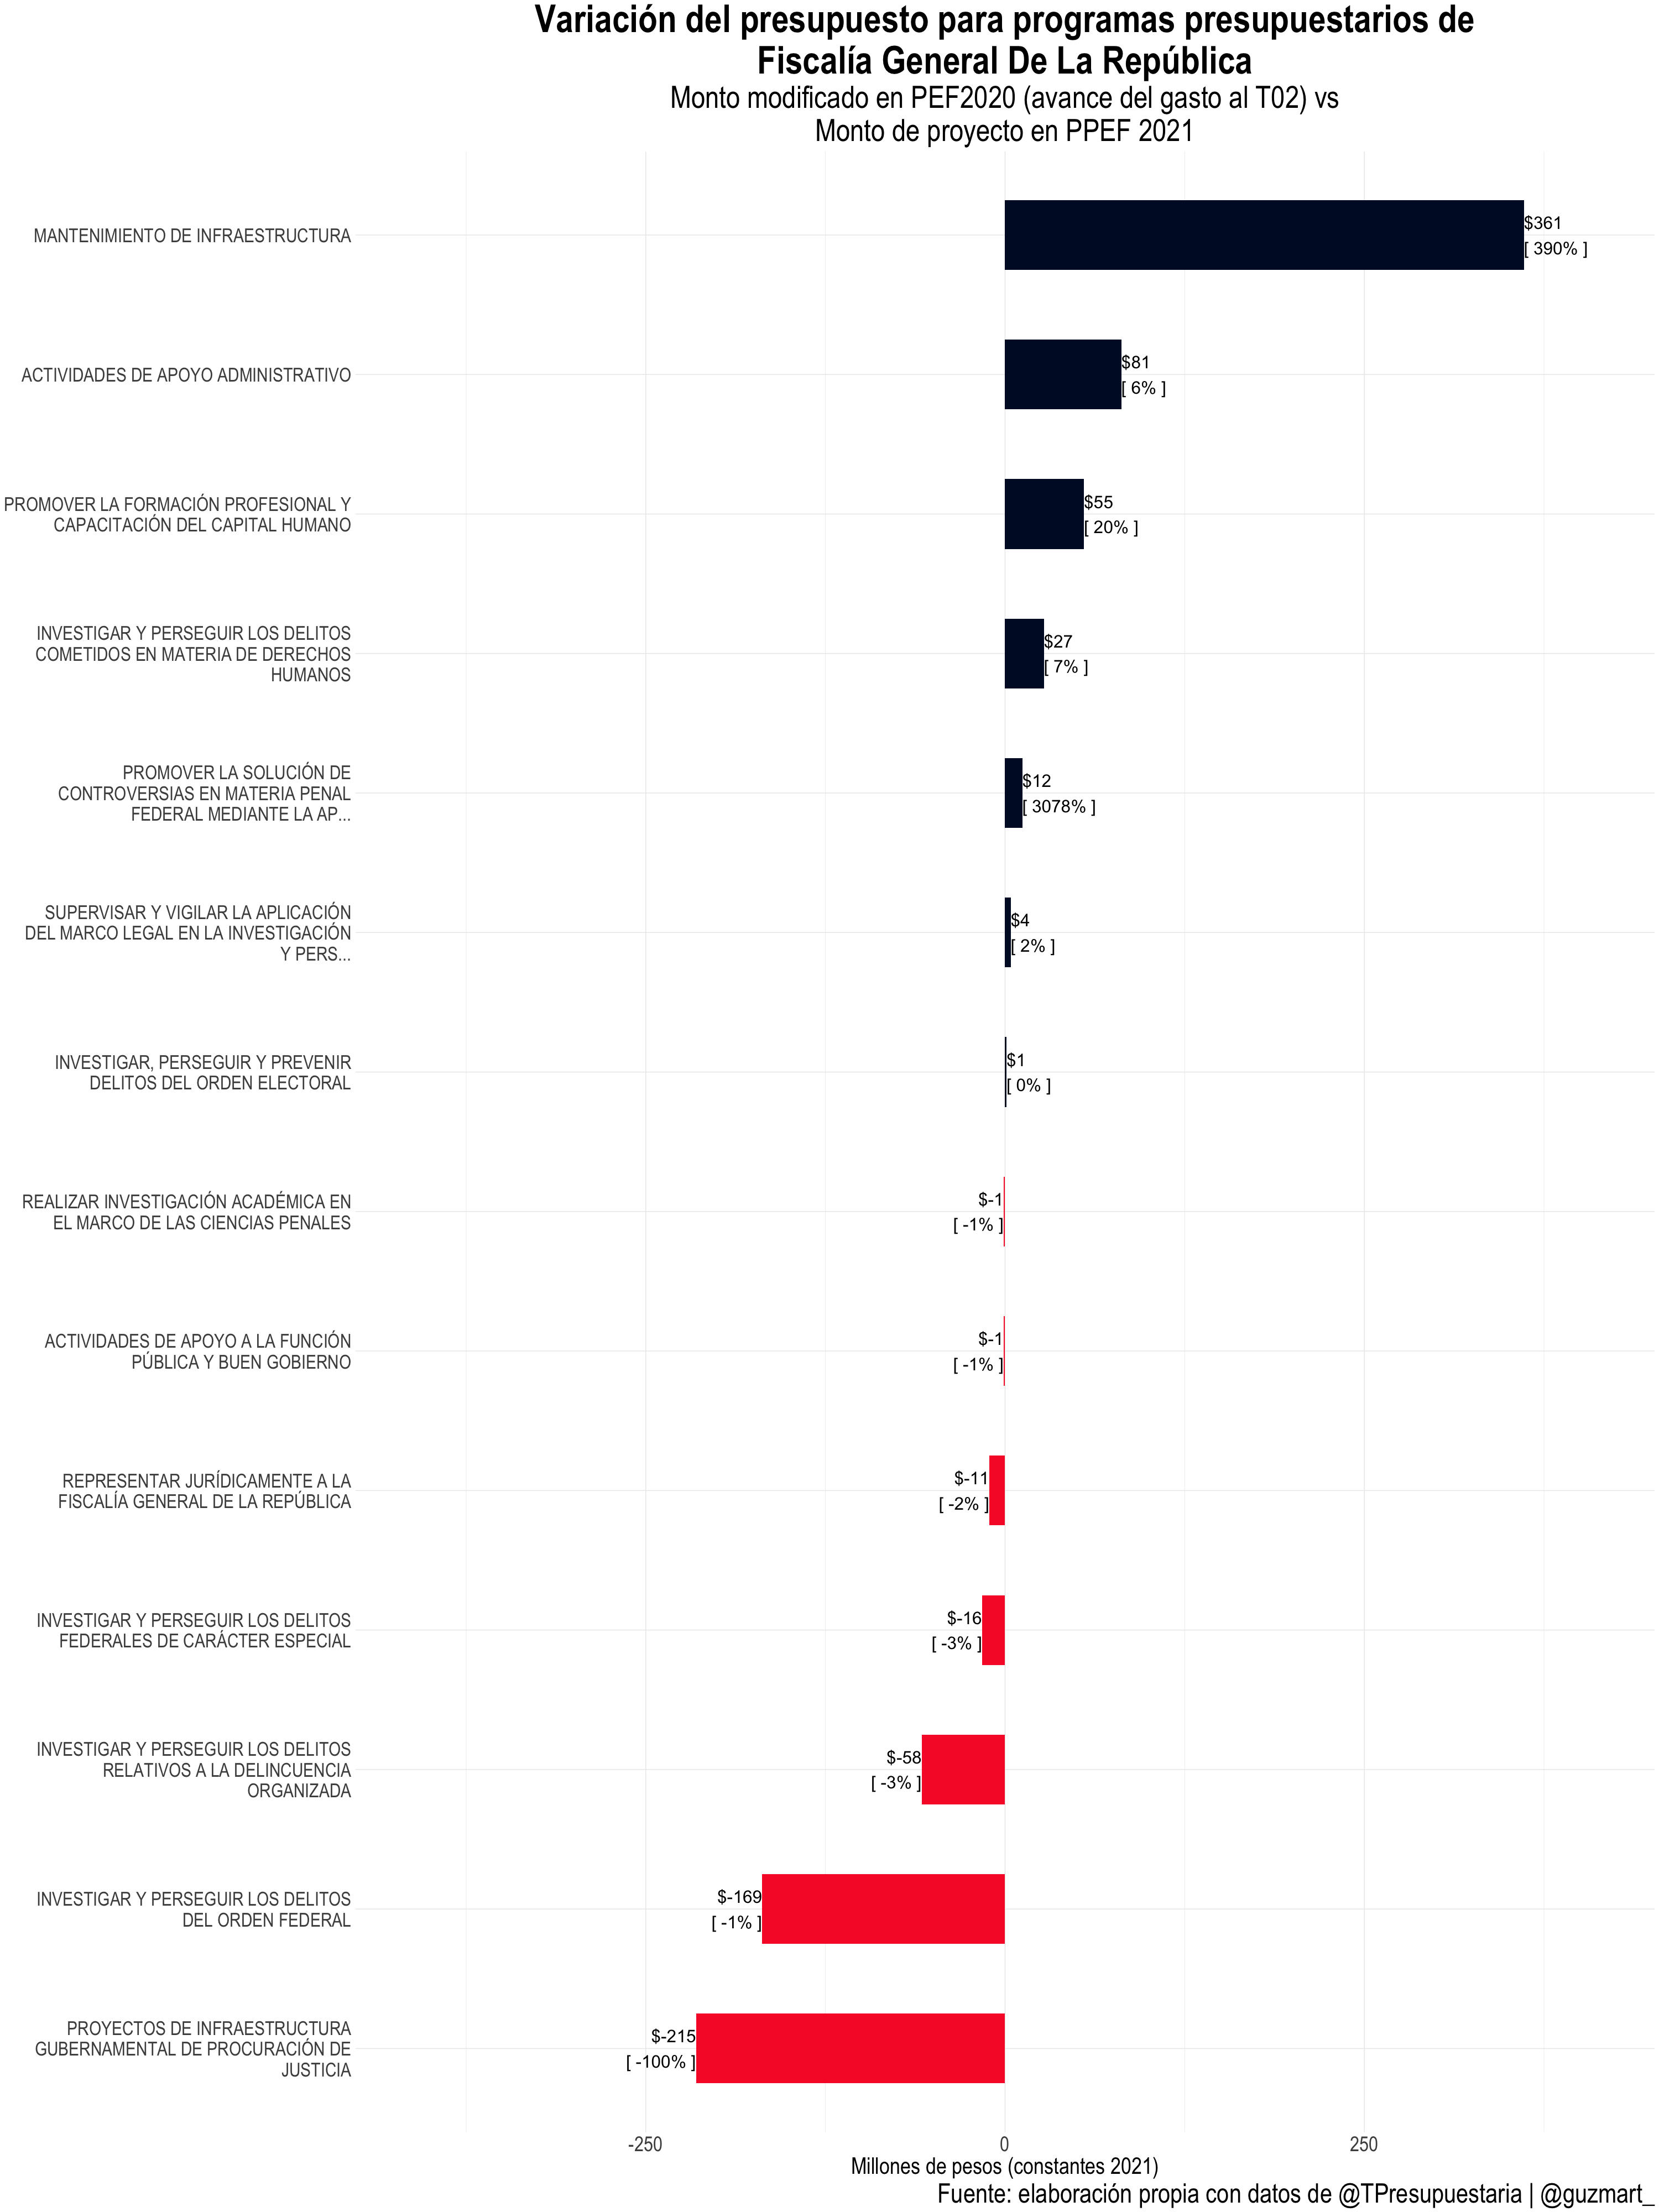 Variación del presupuesto para programas presupuestarios de
Fiscalía General De La República
Monto modificado en PEF2020 (avance del gasto al T02) vs
Monto de proyecto en PPEF 2021
MANTENIMIENTO DE INFRAESTRUCTURA
$361
[ 390% ]
ACTIVIDADES DE APOYO ADMINISTRATIVO
$81
[ 6% ]
PROMOVER LA FORMACIÓN PROFESIONAL Y
CAPACITACIÓN DEL CAPITAL HUMANO
$55
[ 20% ]
INVESTIGAR Y PERSEGUIR LOS DELITOS
COMETIDOS EN MATERIA DE DERECHOS
HUMANOS
$27
[ 7% ]
PROMOVER LA SOLUCIÓN DE
CONTROVERSIAS EN MATERIA PENAL
FEDERAL MEDIANTE LA AP...
$12
[ 3078% ]
SUPERVISAR Y VIGILAR LA APLICACIÓN
DEL MARCO LEGAL EN LA INVESTIGACIÓN
Y PERS...
$4
[ 2% ]
INVESTIGAR, PERSEGUIR Y PREVENIR
DELITOS DEL ORDEN ELECTORAL
$1
[ 0% ]
REALIZAR INVESTIGACIÓN ACADÉMICA EN
EL MARCO DE LAS CIENCIAS PENALES
$-1
[ -1% ]
ACTIVIDADES DE APOYO A LA FUNCIÓN
PÚBLICA Y BUEN GOBIERNO
$-1
[ -1% ]
REPRESENTAR JURÍDICAMENTE A LA
FISCALÍA GENERAL DE LA REPÚBLICA
$-11
[ -2% ]
INVESTIGAR Y PERSEGUIR LOS DELITOS
FEDERALES DE CARÁCTER ESPECIAL
$-16
[ -3% ]
INVESTIGAR Y PERSEGUIR LOS DELITOS
RELATIVOS A LA DELINCUENCIA
ORGANIZADA
$-58
[ -3% ]
INVESTIGAR Y PERSEGUIR LOS DELITOS
DEL ORDEN FEDERAL
$-169
[ -1% ]
PROYECTOS DE INFRAESTRUCTURA
GUBERNAMENTAL DE PROCURACIÓN DE
JUSTICIA
$-215
[ -100% ]
-250 0 250
Millones de pesos (constantes 2021)
Fuente: elaboración propia con datos de @TPresupuestaria | @guzmart_